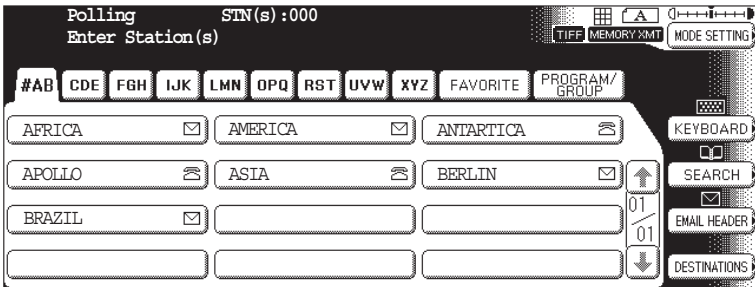 Polling STN(s):000
Enter Station(s)
A
TIFF MEMORY XMT
MODE SETTING
#AB CDE FGH IJK LMN OPQ RST UVW XYZ FAVORITE PROGRAM/
GROUP
AFRICA AMERICA ANTARTICA
KEYBOARD
APOLLO ASIA BERLIN
SEARCH
BRAZIL
01/01
EMAIL HEADER
DESTINATIONS